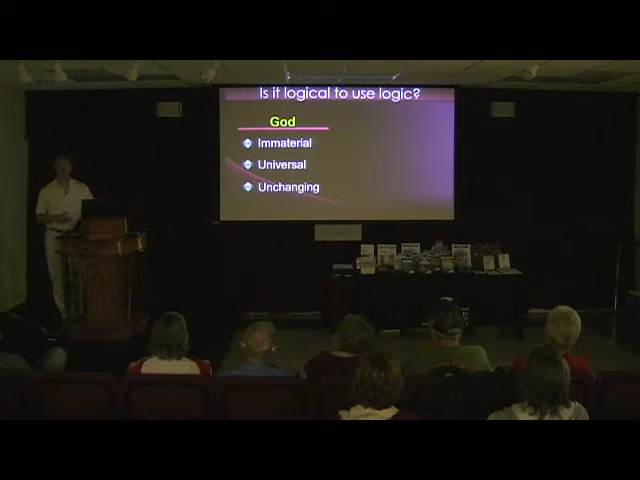 Is it logical to use logic?
God
Immaterial
Universal
Unchanging